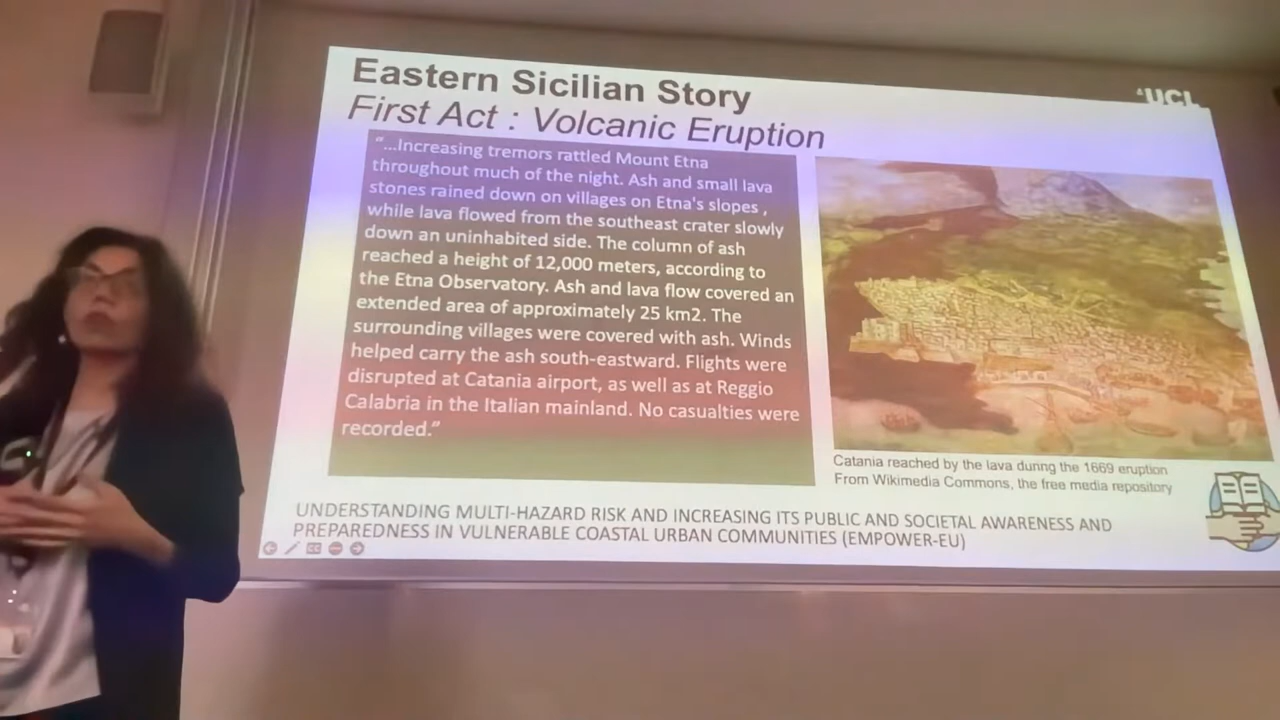 Eastern Sicilian Story
UCL
First Act : Volcanic Eruption
"...Increasing tremors rattled Mount Etna
throughout much of the night. Ash and small lava
stones rained down on villages on Etna's slopes ,
while lava flowed from the southeast crater slowly
down an uninhabited side. The column of ash
reached a height of 12,000 meters, according to
the Etna Observatory. Ash and lava flow covered an
extended area of approximately 25 km2. The
surrounding villages were covered with ash. Winds
helped carry the ash south-eastward. Flights were
disrupted at Catania airport, as well as at Reggio
Calabria in the Italian mainland. No casualties were
recorded."
Catania reached by the lava during the 1669 eruption
From Wikimedia Commons, the free media repository
UNDERSTANDING MULTI-HAZARD RISK AND INCREASING ITS PUBLIC AND SOCIETAL AWARENESS AND
PREPAREDNESS IN VULNERABLE COASTAL URBAN COMMUNITIES (EMPOWER-EU)